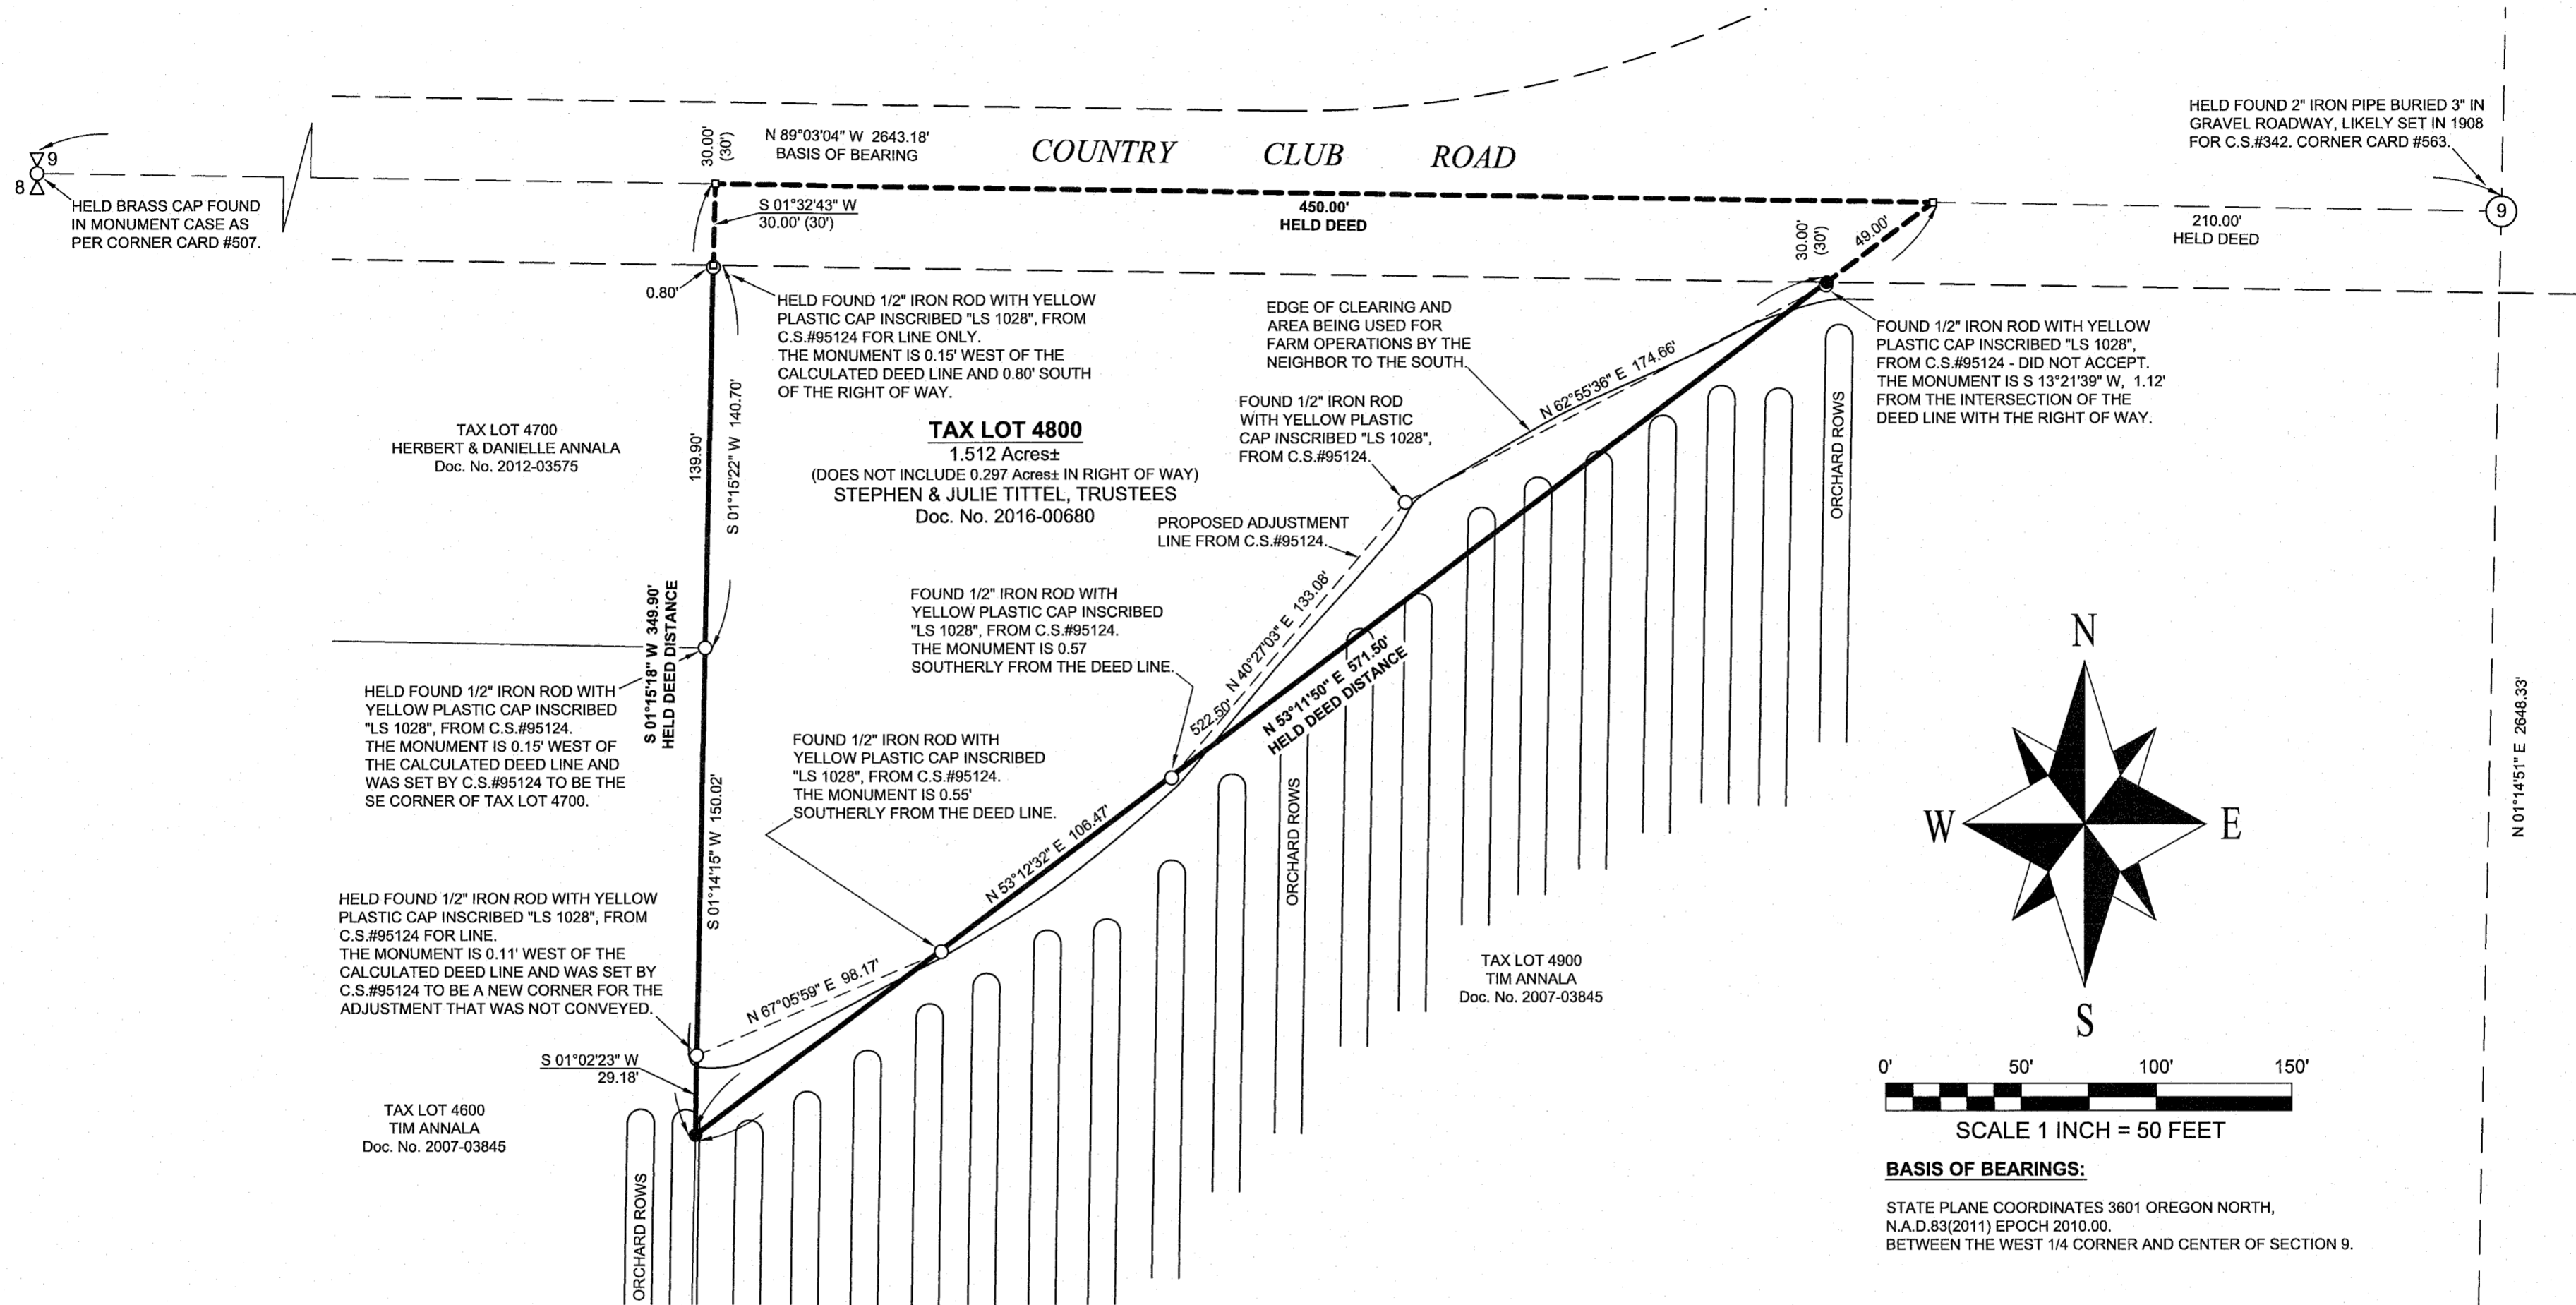 N 89°03'04" W 2643.18'
BASIS OF BEARING
30.00'
(30')
COUNTRY CLUB ROAD
HELD FOUND 2" IRON PIPE BURIED 3" IN
GRAVEL ROADWAY, LIKELY SET IN 1908
FOR C.S.#342. CORNER CARD #563.
9
8
HELD BRASS CAP FOUND
IN MONUMENT CASE AS
PER CORNER CARD #507.
S 01°32'43" W
30.00' (30')
450.00'
HELD DEED
30.00'
(30')
49.00'
210.00'
HELD DEED
9
0.80'
HELD FOUND 1/2" IRON ROD WITH YELLOW
PLASTIC CAP INSCRIBED "LS 1028", FROM
C.S.#95124 FOR LINE ONLY.
THE MONUMENT IS 0.15' WEST OF THE
CALCULATED DEED LINE AND 0.80' SOUTH
OF THE RIGHT OF WAY.
EDGE OF CLEARING AND
AREA BEING USED FOR
FARM OPERATIONS BY THE
NEIGHBOR TO THE SOUTH.
N 62°55'36" E 174.66'
FOUND 1/2" IRON ROD WITH YELLOW
PLASTIC CAP INSCRIBED "LS 1028",
FROM C.S.#95124 - DID NOT ACCEPT.
THE MONUMENT IS S 13°21'39" W, 1.12'
FROM THE INTERSECTION OF THE
DEED LINE WITH THE RIGHT OF WAY.
FOUND 1/2" IRON ROD
WITH YELLOW PLASTIC
CAP INSCRIBED "LS 1028",
FROM C.S.#95124.
ORCHARD ROWS
TAX LOT 4700
HERBERT & DANIELLE ANNALA
Doc. No. 2012-03575
139.90'
S 01°15'22" W 140.70'
TAX LOT 4800
1.512 Acres±
(DOES NOT INCLUDE 0.297 Acres± IN RIGHT OF WAY)
STEPHEN & JULIE TITTEL, TRUSTEES
Doc. No. 2016-00680
PROPOSED ADJUSTMENT
LINE FROM C.S.#95124.
FOUND 1/2" IRON ROD WITH
YELLOW PLASTIC CAP INSCRIBED
"LS 1028", FROM C.S.#95124.
THE MONUMENT IS 0.57
SOUTHERLY FROM THE DEED LINE.
N 40°27'03" E 133.08'
522.50'
N 53°11'50" E 571.50'
HELD DEED DISTANCE
S 01°15'18" W 349.90'
HELD DEED DISTANCE
HELD FOUND 1/2" IRON ROD WITH
YELLOW PLASTIC CAP INSCRIBED
"LS 1028", FROM C.S.#95124.
THE MONUMENT IS 0.15' WEST OF
THE CALCULATED DEED LINE AND
WAS SET BY C.S.#95124 TO BE THE
SE CORNER OF TAX LOT 4700.
FOUND 1/2" IRON ROD WITH
YELLOW PLASTIC CAP INSCRIBED
"LS 1028", FROM C.S.#95124.
THE MONUMENT IS 0.55'
SOUTHERLY FROM THE DEED LINE.
S 01°14'15" W 150.02'
N 53°12'32" E 106.47'
ORCHARD ROWS
HELD FOUND 1/2" IRON ROD WITH YELLOW
PLASTIC CAP INSCRIBED "LS 1028", FROM
C.S.#95124 FOR LINE.
THE MONUMENT IS 0.11' WEST OF THE
CALCULATED DEED LINE AND WAS SET BY
C.S.#95124 TO BE A NEW CORNER FOR THE
ADJUSTMENT THAT WAS NOT CONVEYED.
N 67°05'59" E 98.17'
TAX LOT 4900
TIM ANNALA
Doc. No. 2007-03845
S 01°02'23" W
29.18'
TAX LOT 4600
TIM ANNALA
Doc. No. 2007-03845
ORCHARD ROWS
N
W
E
S
N 01°14'51" E 2648.33'
0' 50' 100' 150'
SCALE 1 INCH = 50 FEET
BASIS OF BEARINGS:
STATE PLANE COORDINATES 3601 OREGON NORTH,
N.A.D.83(2011) EPOCH 2010.00.
BETWEEN THE WEST 1/4 CORNER AND CENTER OF SECTION 9.